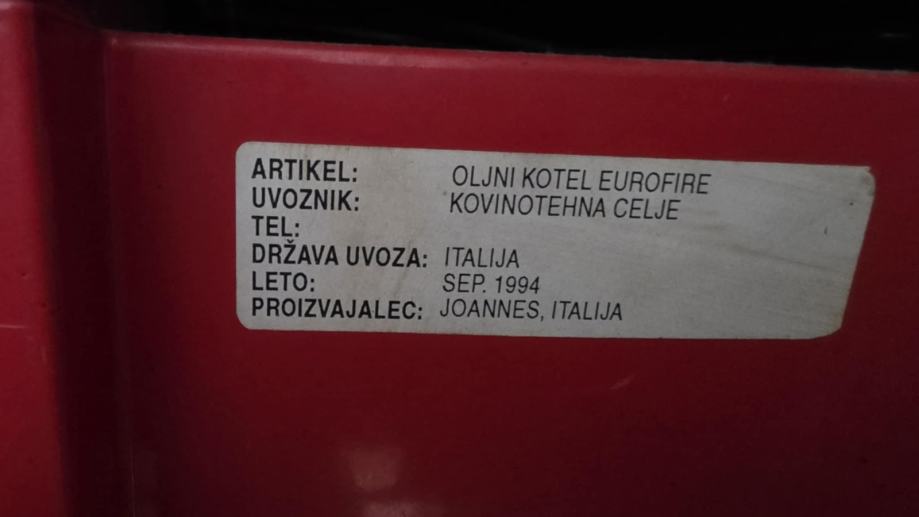 ARTIKEL: OLJNI KOTEL EUROFIRE
UVOZNIK: KOVINOTEHNA CELJE
TEL:
DRŽAVA UVOZA: ITALIJA
LETO: SEP. 1994
PROIZVAJALEC: JOANNES, ITALIJA